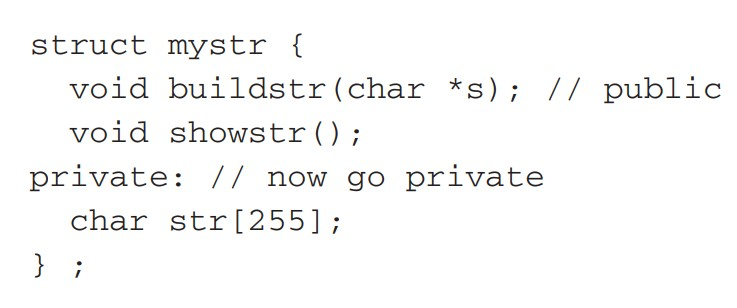 struct mystr {
  void buildstr(char *s); // public
  void showstr();
private: // now go private
  char str[255];
} ;